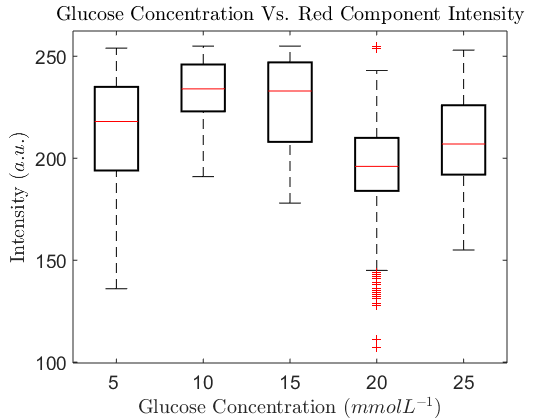 Glucose Concentration Vs. Red Component Intensity
250
200
150
100
Intensity (a.u.)
5 10 15 20 25
Glucose Concentration (mmolL⁻¹)